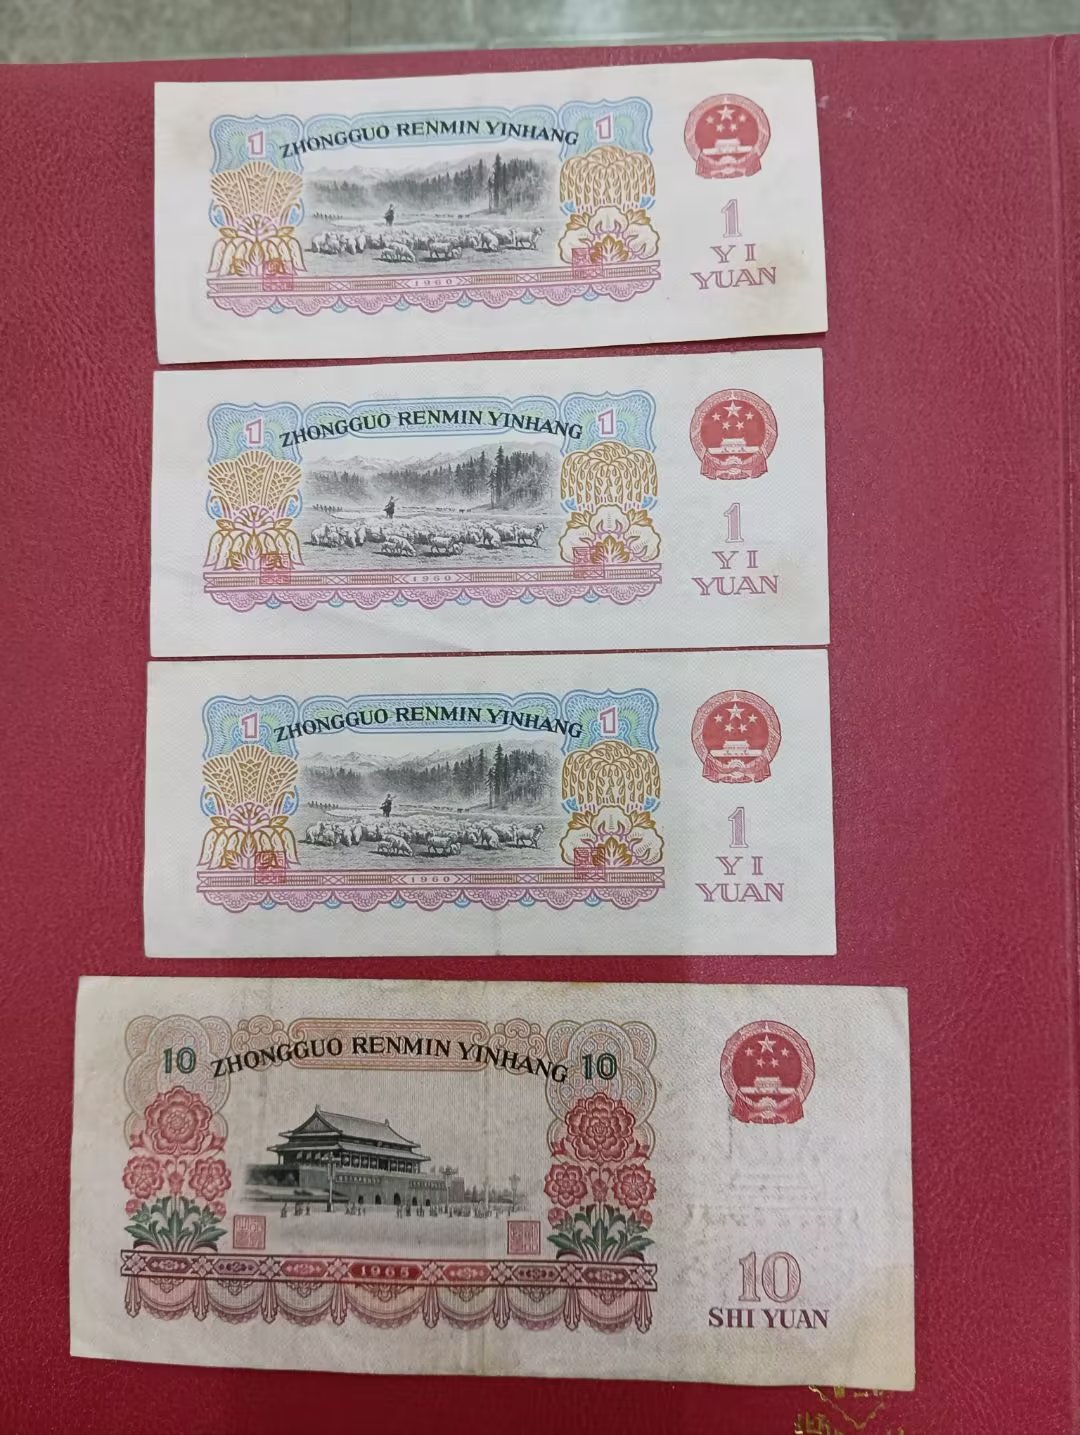 1 ZHONGGUO RENMIN YINHANG 1
1960
1
YI
YUAN
1 ZHONGGUO RENMIN YINHANG 1
1960
1
YI
YUAN
1 ZHONGGUO RENMIN YINHANG 1
1960
1
YI
YUAN
10 ZHONGGUO RENMIN YINHANG 10
1965
10
SHI YUAN